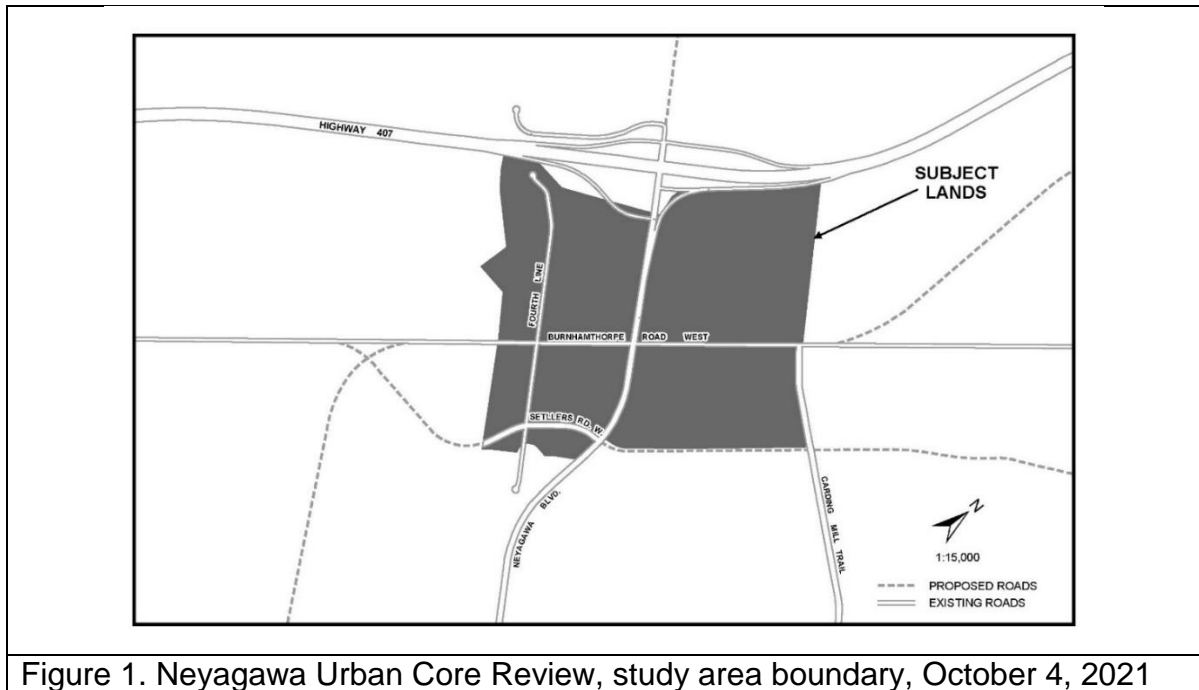 HIGHWAY 407
SUBJECT
LANDS
FOURTH LINE
BURNHAMTHORPE ROAD WEST
SETLLERS RD. W.
NEYAGAWA BLVD.
CARDING MILL TRAIL
N
1:15,000
PROPOSED ROADS
EXISTING ROADS
Figure 1. Neyagawa Urban Core Review, study area boundary, October 4, 2021